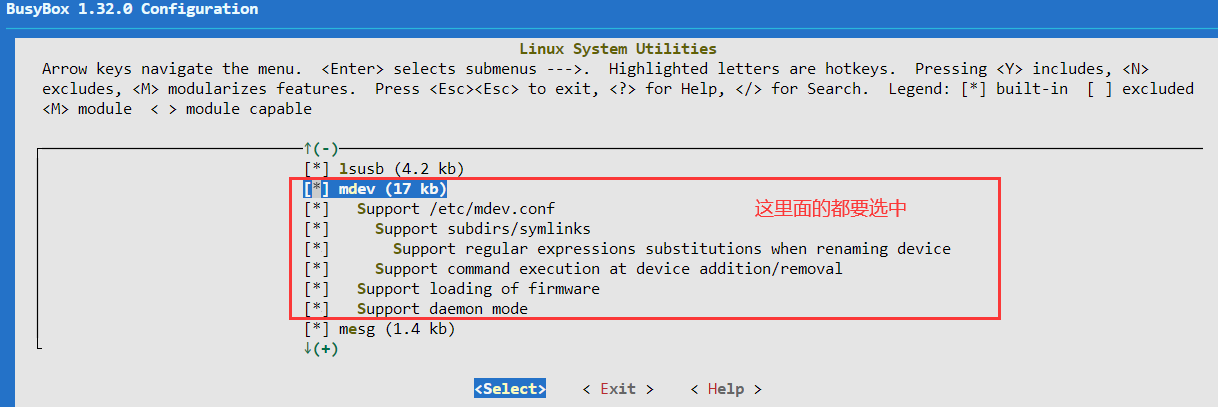 BusyBox 1.32.0 Configuration
Linux System Utilities
Arrow keys navigate the menu.  <Enter> selects submenus --->.  Highlighted letters are hotkeys.  Pressing <Y> includes, <N>
excludes, <M> modularizes features.  Press <Esc><Esc> to exit, <?> for Help, </> for Search.  Legend: [*] built-in  [ ] excluded
<M> module  < > module capable
↑(-)
[*] lsusb (4.2 kb)
[*] mdev (17 kb)
[*]   Support /etc/mdev.conf 这里面的都要选中
[*]     Support subdirs/symlinks
[*]       Support regular expressions substitutions when renaming device
[*]     Support command execution at device addition/removal
[*]   Support loading of firmware
[*]   Support daemon mode
[*] mesg (1.4 kb)
↓(+)
<Select>    < Exit >    < Help >